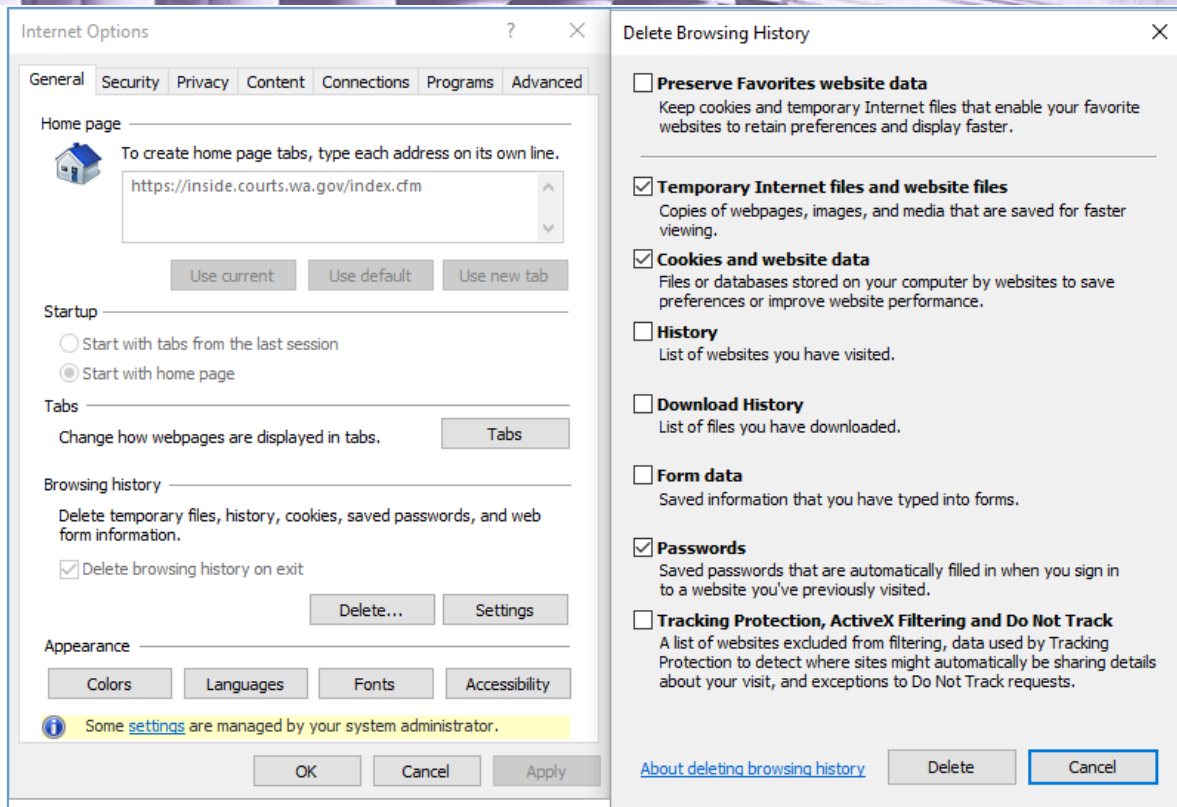 Internet Options
?
General Security Privacy Content Connections Programs Advanced
Home page
To create home page tabs, type each address on its own line.
https://inside.courts.wa.gov/index.cfm
Use current Use default Use new tab
Startup
Start with tabs from the last session
Start with home page
Tabs
Change how webpages are displayed in tabs.
Tabs
Browsing history
Delete temporary files, history, cookies, saved passwords, and web
form information.
Delete browsing history on exit
Delete... Settings
Appearance
Colors Languages Fonts Accessibility
Some settings are managed by your system administrator.
OK Cancel Apply
Delete Browsing History
Preserve Favorites website data
Keep cookies and temporary Internet files that enable your favorite
websites to retain preferences and display faster.
Temporary Internet files and website files
Copies of webpages, images, and media that are saved for faster
viewing.
Cookies and website data
Files or databases stored on your computer by websites to save
preferences or improve website performance.
History
List of websites you have visited.
Download History
List of files you have downloaded.
Form data
Saved information that you have typed into forms.
Passwords
Saved passwords that are automatically filled in when you sign in
to a website you've previously visited.
Tracking Protection, ActiveX Filtering and Do Not Track
A list of websites excluded from filtering, data used by Tracking
Protection to detect where sites might automatically be sharing details
about your visit, and exceptions to Do Not Track requests.
About deleting browsing history Delete Cancel